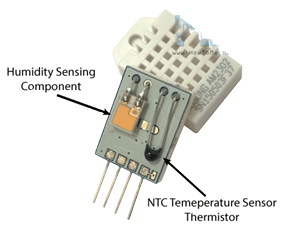 Humidity Sensing
Component
NTC Temeperature Sensor
Thermistor